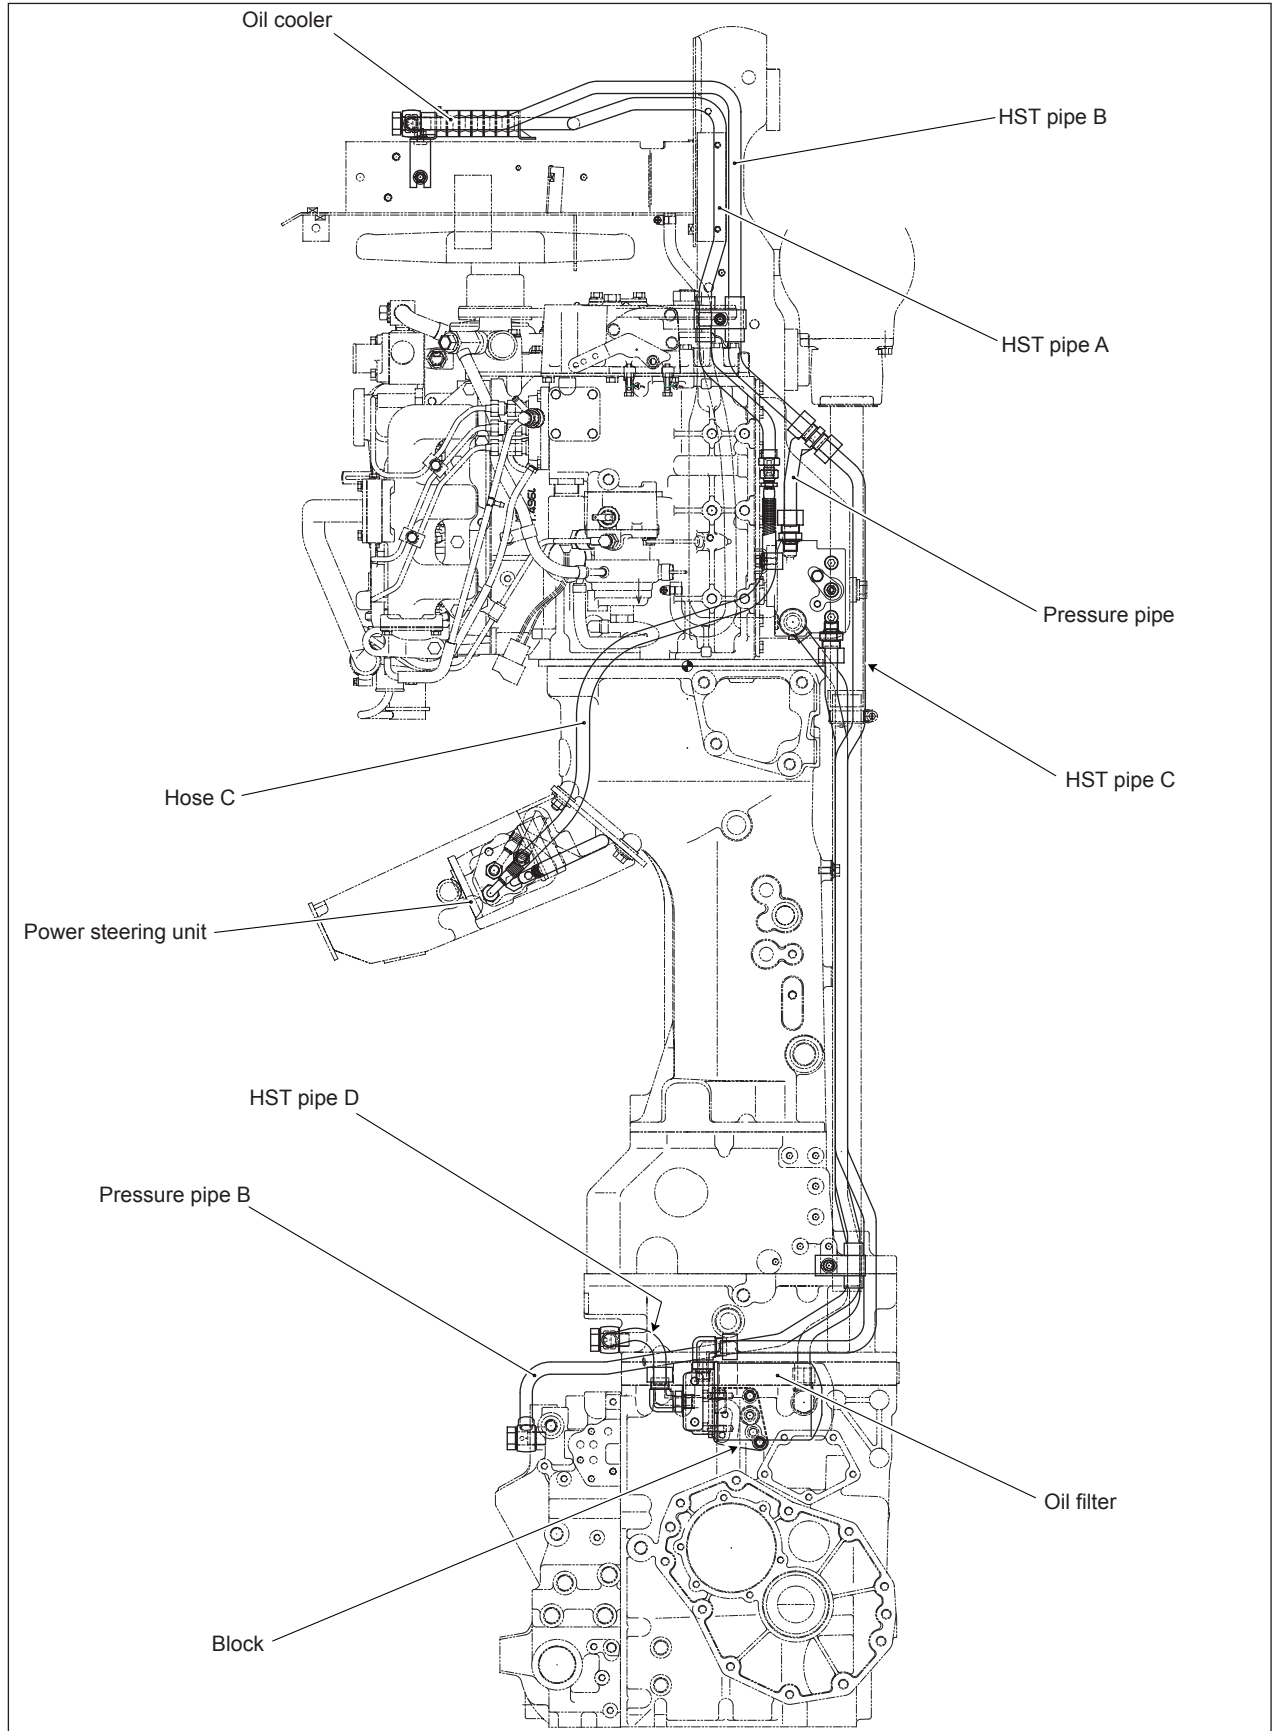 Oil cooler
HST pipe B
HST pipe A
Pressure pipe
HST pipe C
Hose C
Power steering unit
HST pipe D
Pressure pipe B
Oil filter
Block